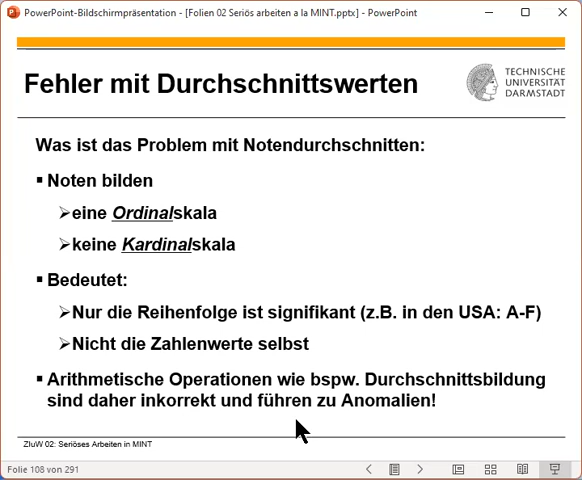 PowerPoint-Bildschirmpräsentation - [Folien 02 Seriös arbeiten a la MINT.pptx] - PowerPoint
Fehler mit Durchschnittswerten
TECHNISCHE
UNIVERSITÄT
DARMSTADT
Was ist das Problem mit Notendurchschnitten:
▪ Noten bilden
➢eine Ordinalskala
➢keine Kardinalskala
▪ Bedeutet:
➢Nur die Reihenfolge ist signifikant (z.B. in den USA: A-F)
➢Nicht die Zahlenwerte selbst
▪ Arithmetische Operationen wie bspw. Durchschnittsbildung
sind daher inkorrekt und führen zu Anomalien!
ZIuW 02: Seriöses Arbeiten in MINT
Folie 108 von 291